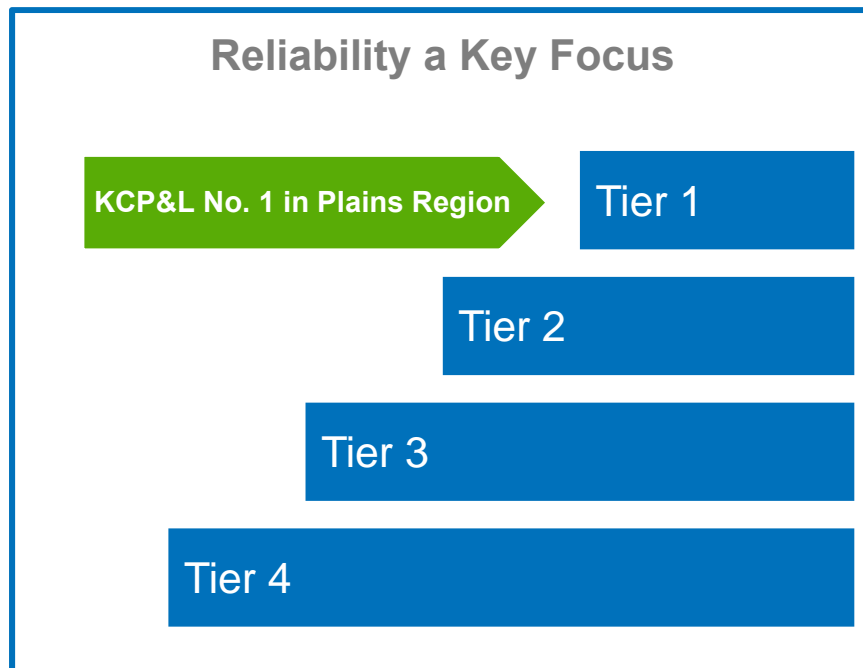 Reliability a Key Focus
KCP&L No. 1 in Plains Region
Tier 1
Tier 2
Tier 3
Tier 4